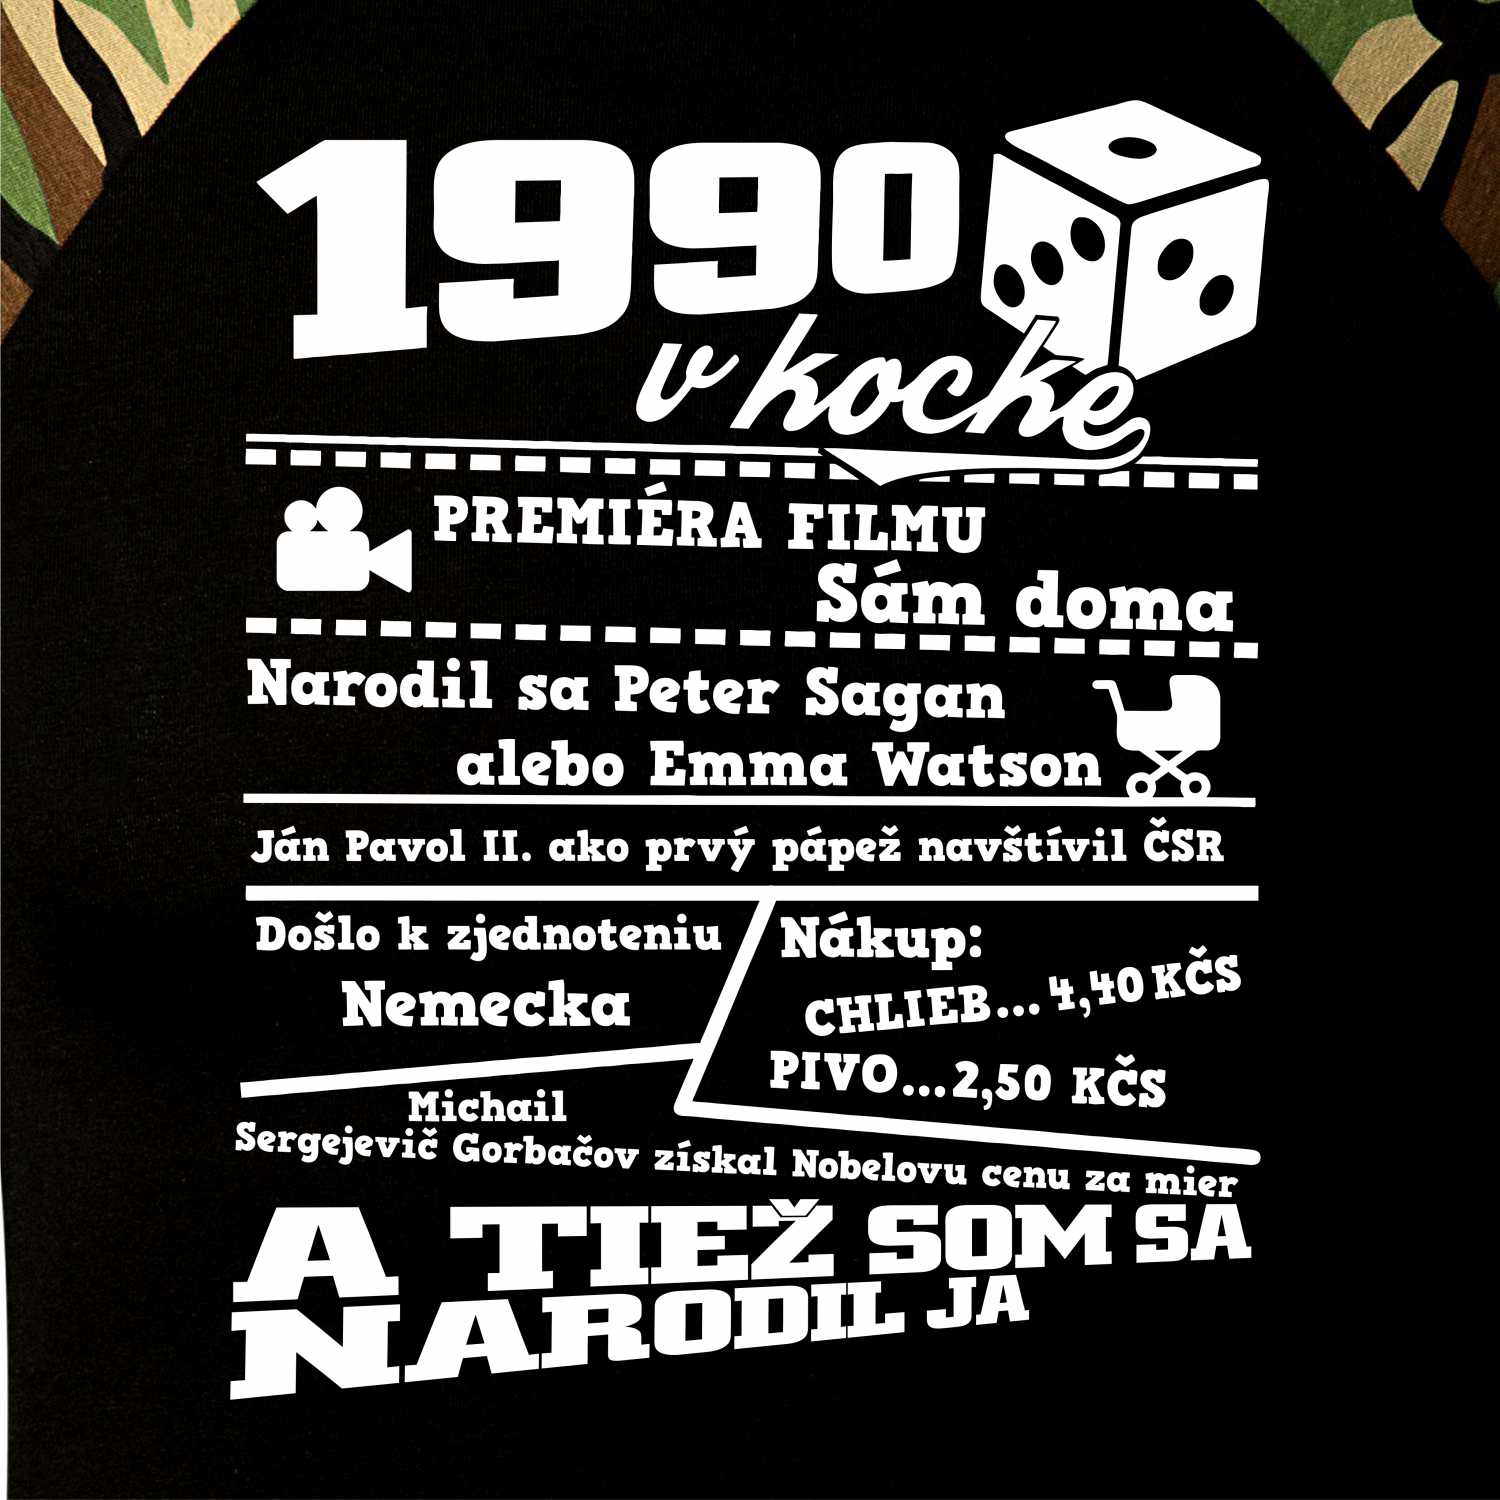 1990
v kocke
PREMIÉRA FILMU
Sám doma
Narodil sa Peter Sagan
alebo Emma Watson
Ján Pavol II. ako prvý pápež navštívil ČSR
Došlo k zjednoteniu
Nemecka
Nákup:
CHLIEB...4,40 KČS
PIVO...2,50 KČS
Michail
Sergejevič Gorbačov získal Nobelovu cenu za mier
A TIEŽ SOM SA
NARODIL JA